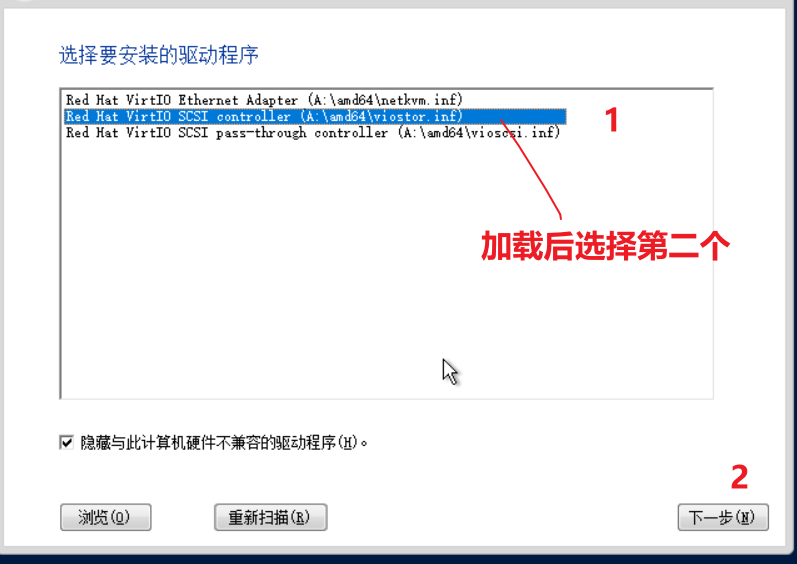 选择要安装的驱动程序
Red Hat VirtIO Ethernet Adapter (A:\amd64\netkvm.inf)
Red Hat VirtIO SCSI controller (A:\amd64\viostor.inf)
1
Red Hat VirtIO SCSI pass-through controller (A:\amd64\vioscsi.inf)
加载后选择第二个
隐藏与此计算机硬件不兼容的驱动程序(H)。
2
浏览(O) 重新扫描(R) 下一步(N)